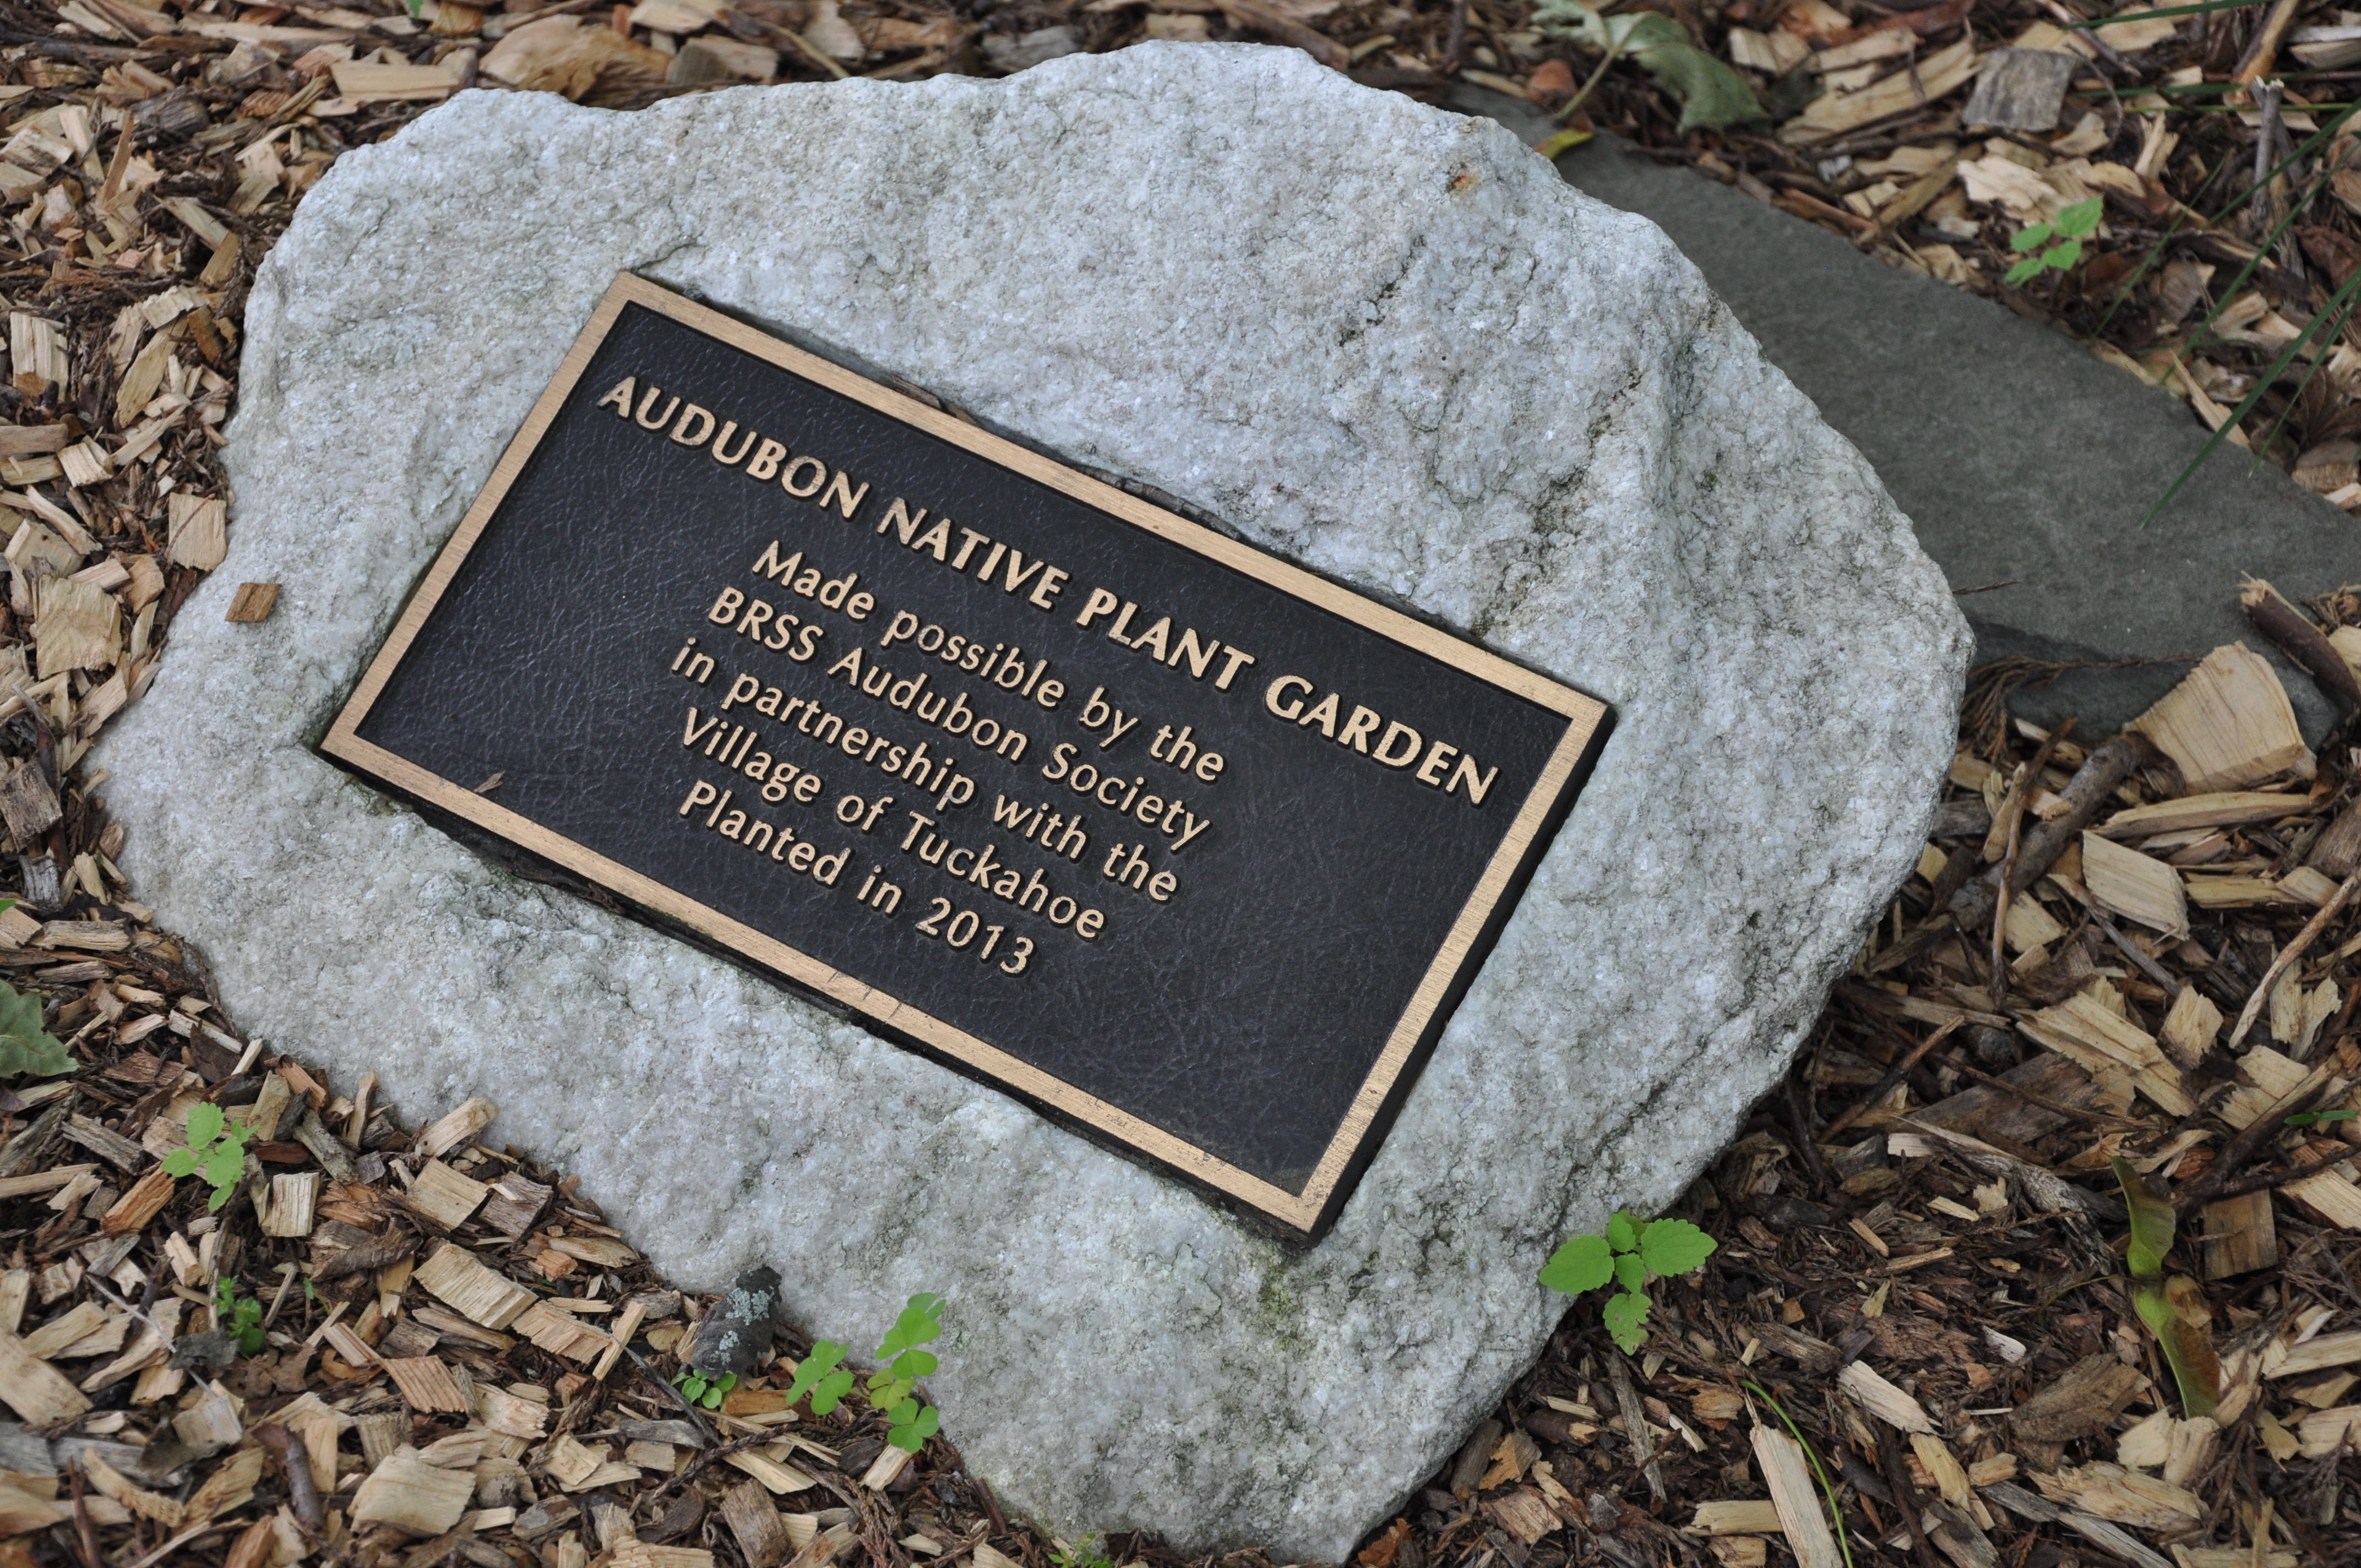 AUDUBON NATIVE PLANT GARDEN
Made possible by the
BRSS Audubon Society
in partnership with the
Village of Tuckahoe
Planted in 2013